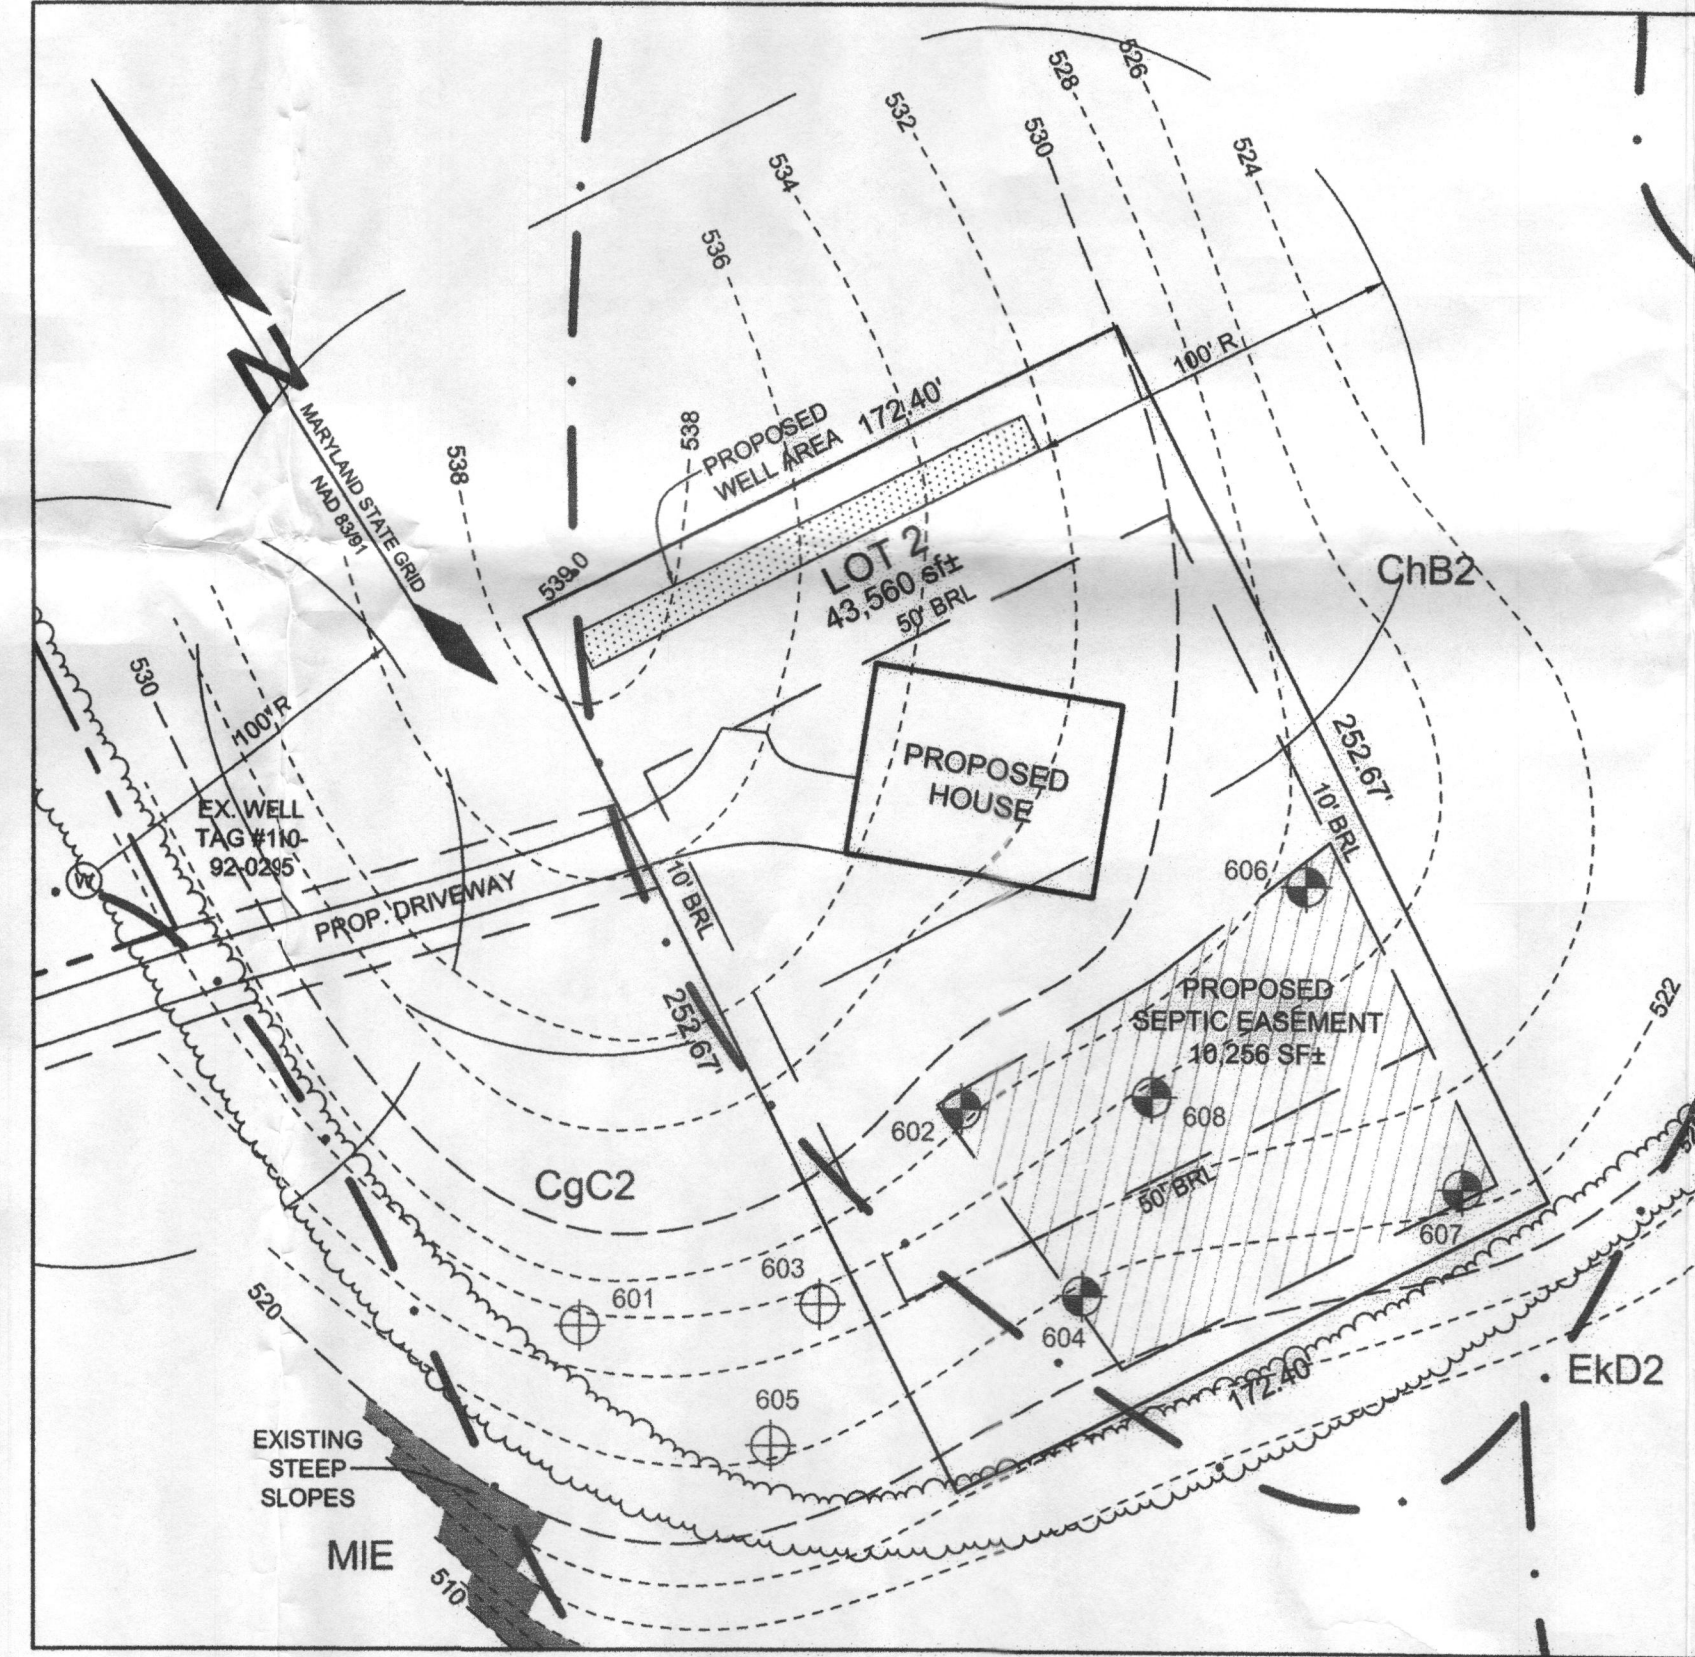 526
528
532
530
524
534
536
100' R
172.40'
PROPOSED
WELL AREA
538
538
N
MARYLAND STATE GRID
NAD 83/91
539.0
LOT 2
43,560 sf±
50' BRL
ChB2
530
100' R
252.67'
PROPOSED
HOUSE
10' BRL
EX. WELL
TAG #110-
92-0295
W
PROP. DRIVEWAY
10' BRL
606
PROPOSED
SEPTIC EASEMENT
10,256 SF±
252.67'
522
602
608
CgC2
50' BRL
607
603
601
520
604
EkD2
172.40
605
EXISTING
STEEP
SLOPES
MIE
510